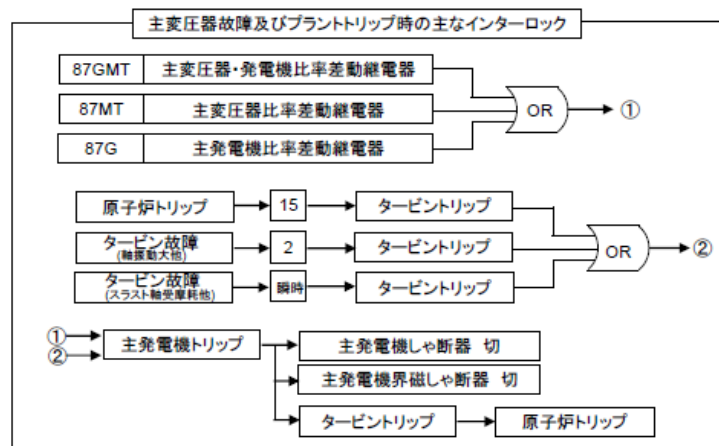 主変圧器故障及びプラントトリップ時の主なインターロック
87GMT 主変圧器・発電機比率差動継電器
87MT 主変圧器比率差動継電器
87G 主発電機比率差動継電器
OR
①
原子炉トリップ 15 タービントリップ
タービン故障
(軸振動大他)
2 タービントリップ
タービン故障
(スラスト軸受摩耗他)
瞬時 タービントリップ
OR
②
①
②
主発電機トリップ
主発電機しゃ断器 切
主発電機界磁しゃ断器 切
タービントリップ 原子炉トリップ